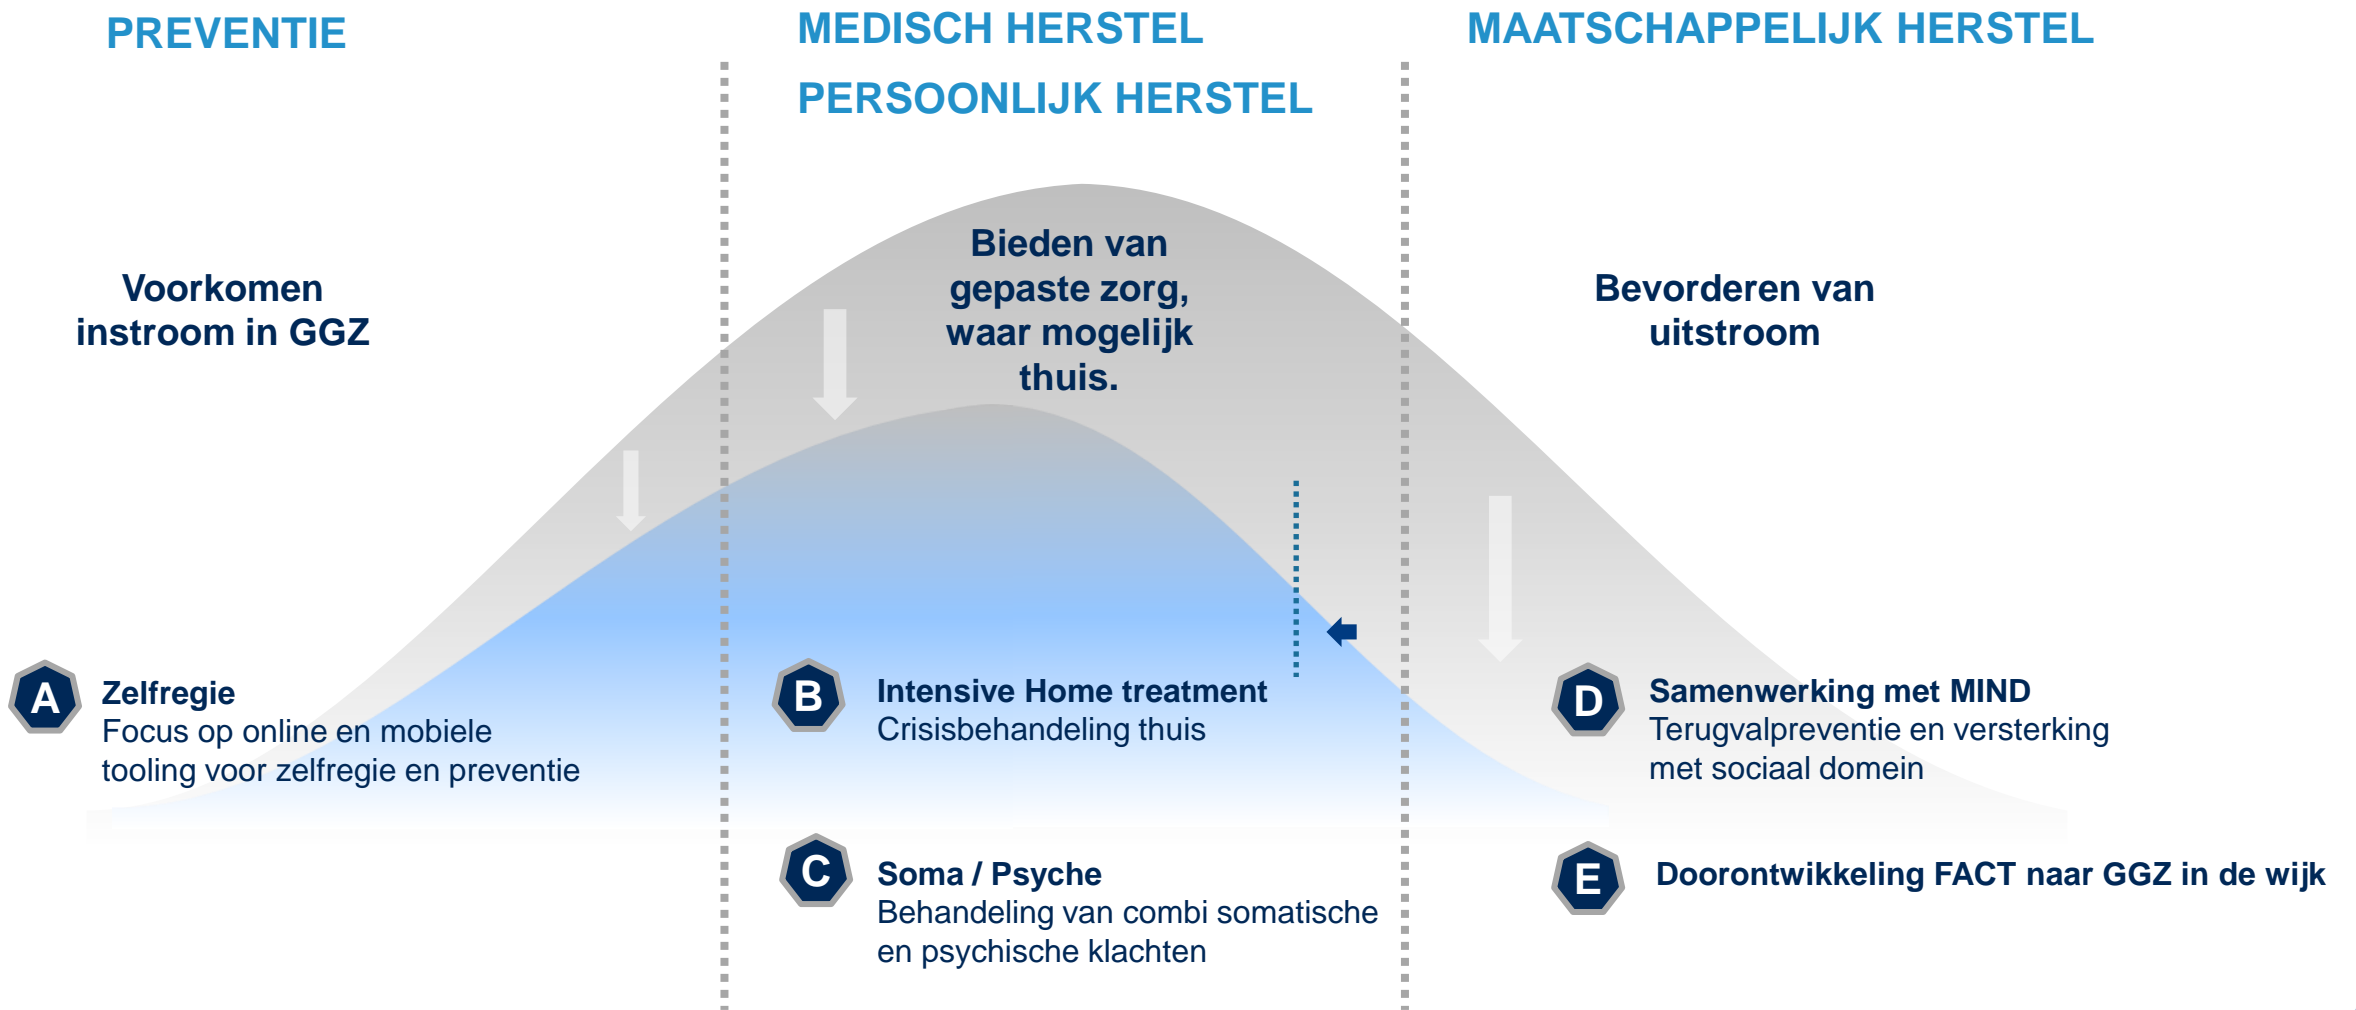 PREVENTIE
MEDISCH HERSTEL
PERSOONLIJK HERSTEL
MAATSCHAPPELIJK HERSTEL
Voorkomen
instroom in GGZ
Bieden van
gepaste zorg,
waar mogelijk
thuis.
Bevorderen van
uitstroom
A
Zelfregie
Focus op online en mobiele
tooling voor zelfregie en preventie
B
Intensive Home treatment
Crisisbehandeling thuis
C
Soma / Psyche
Behandeling van combi somatische
en psychische klachten
D
Samenwerking met MIND
Terugvalpreventie en versterking
met sociaal domein
E
Doorontwikkeling FACT naar GGZ in de wijk